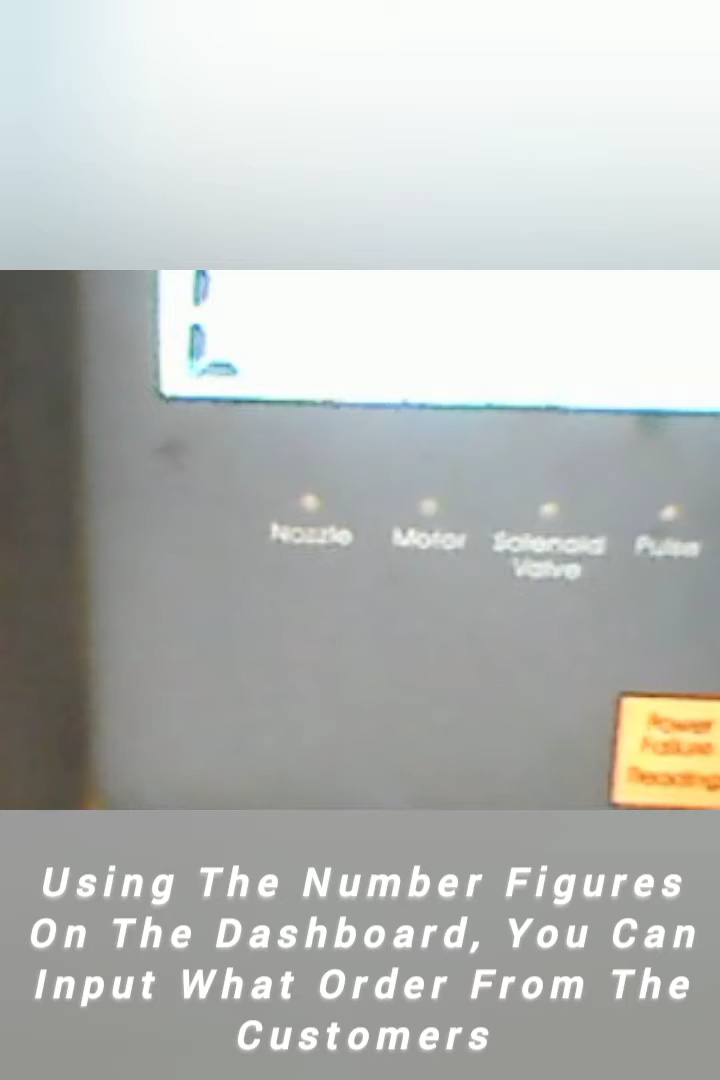 Nozzle Motor Solenoid Pulse
Valve
Power
Failure
Reading
Using The Number Figures
On The Dashboard, You Can
Input What Order From The
Customers